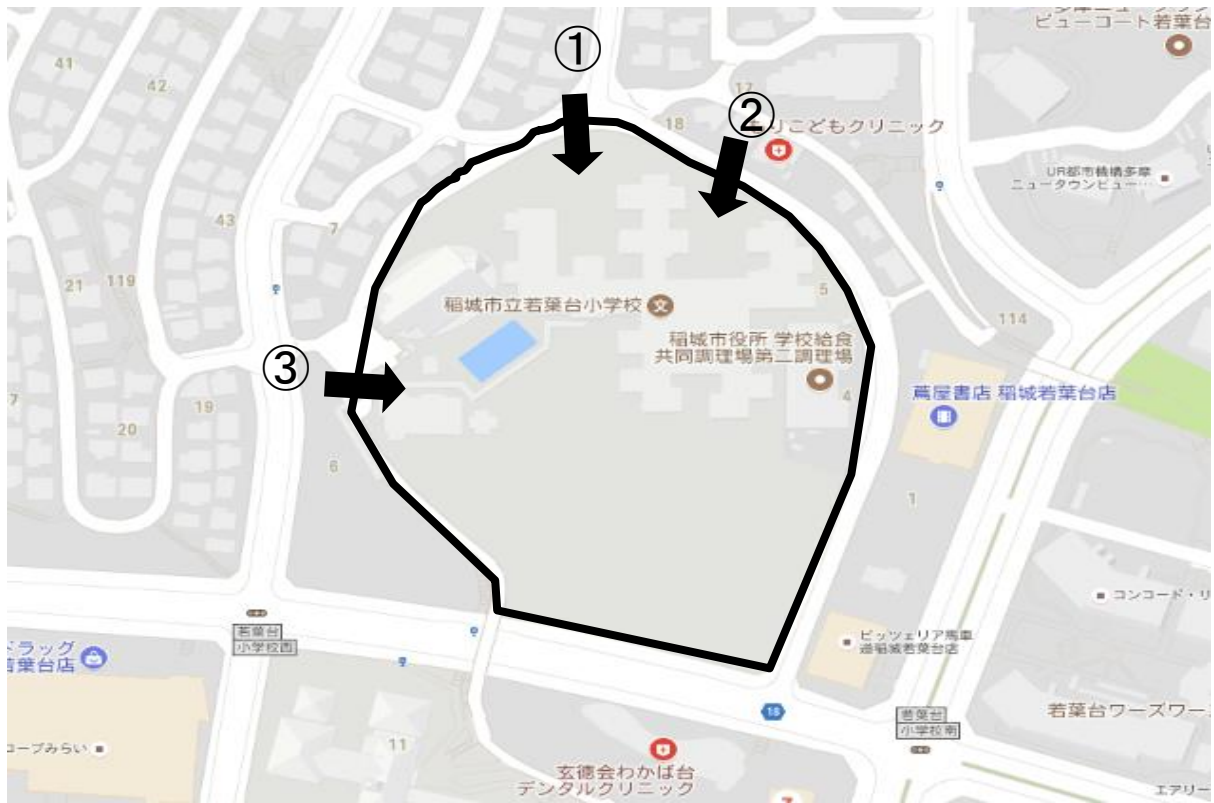 ビューコート若葉台
①
41
42
17
②
18
りこどもクリニック
UR都市機構多摩
ニュータウンビュー…
43
7
21
119
稲城市立若葉台小学校
文
5
114
稲城市役所 学校給食
共同調理場第二調理場
③
4
蔦屋書店 稲城若葉台店
7
19
20
6
1
コンコード・リ
若葉台
小学校西
ドラッグ
若葉台店
ピッツェリア馬車
道稲城若葉台店
18
若葉台
小学校南
若葉台ワーズワー
コープみらい
11
玄徳会わかば台
デンタルクリニック
エアリー